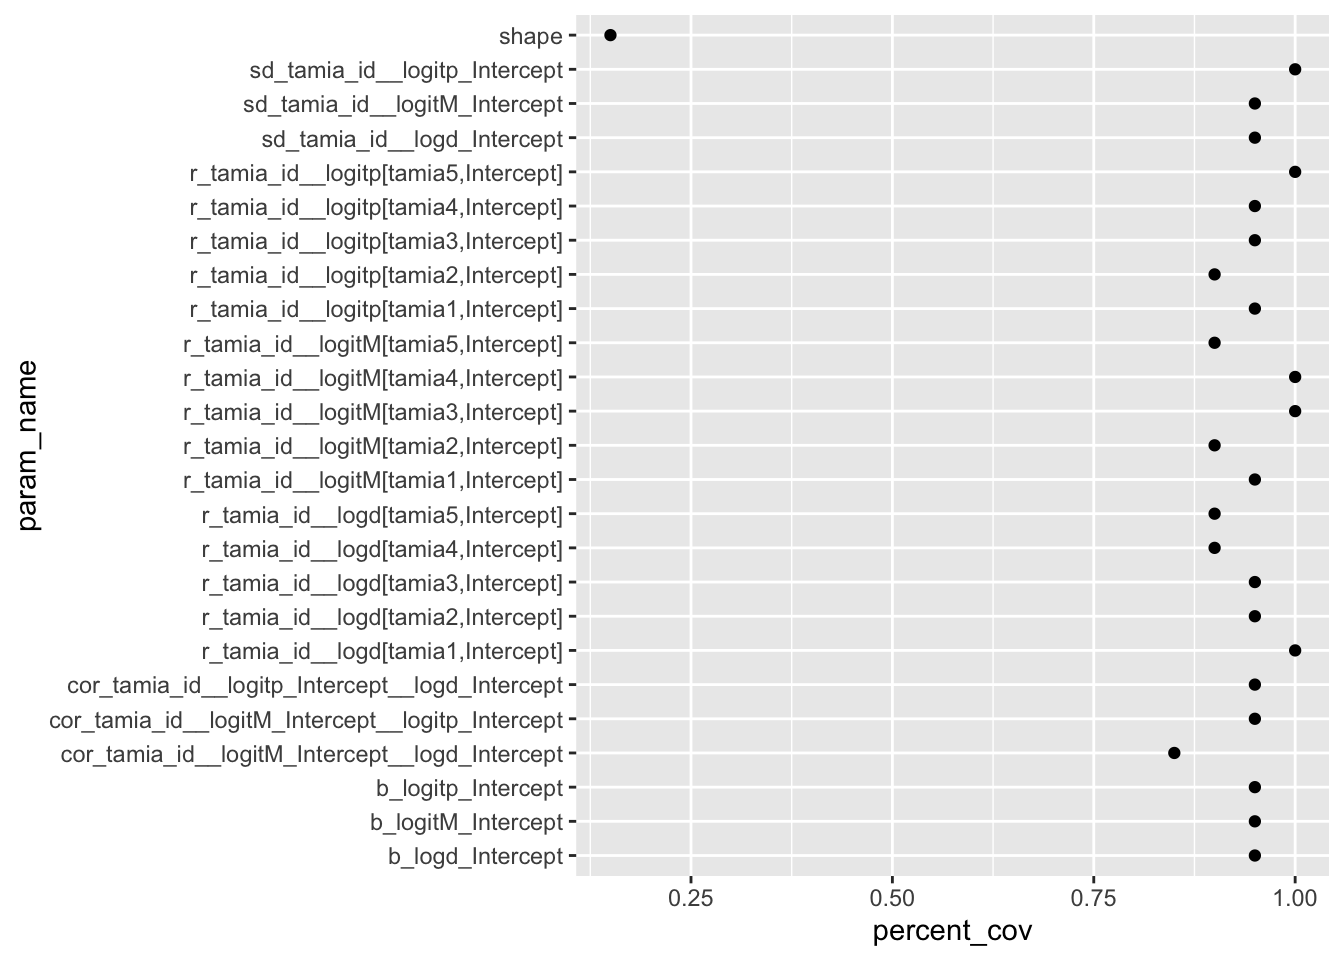 shape
sd_tamia_id__logitp_Intercept
sd_tamia_id__logitM_Intercept
sd_tamia_id__logd_Intercept
r_tamia_id__logitp[tamia5,Intercept]
r_tamia_id__logitp[tamia4,Intercept]
r_tamia_id__logitp[tamia3,Intercept]
r_tamia_id__logitp[tamia2,Intercept]
r_tamia_id__logitp[tamia1,Intercept]
r_tamia_id__logitM[tamia5,Intercept]
r_tamia_id__logitM[tamia4,Intercept]
r_tamia_id__logitM[tamia3,Intercept]
r_tamia_id__logitM[tamia2,Intercept]
r_tamia_id__logitM[tamia1,Intercept]
r_tamia_id__logd[tamia5,Intercept]
r_tamia_id__logd[tamia4,Intercept]
r_tamia_id__logd[tamia3,Intercept]
r_tamia_id__logd[tamia2,Intercept]
r_tamia_id__logd[tamia1,Intercept]
cor_tamia_id__logitp_Intercept__logd_Intercept
cor_tamia_id__logitM_Intercept__logitp_Intercept
cor_tamia_id__logitM_Intercept__logd_Intercept
b_logitp_Intercept
b_logitM_Intercept
b_logd_Intercept
param_name
0.25 0.50 0.75 1.00
percent_cov